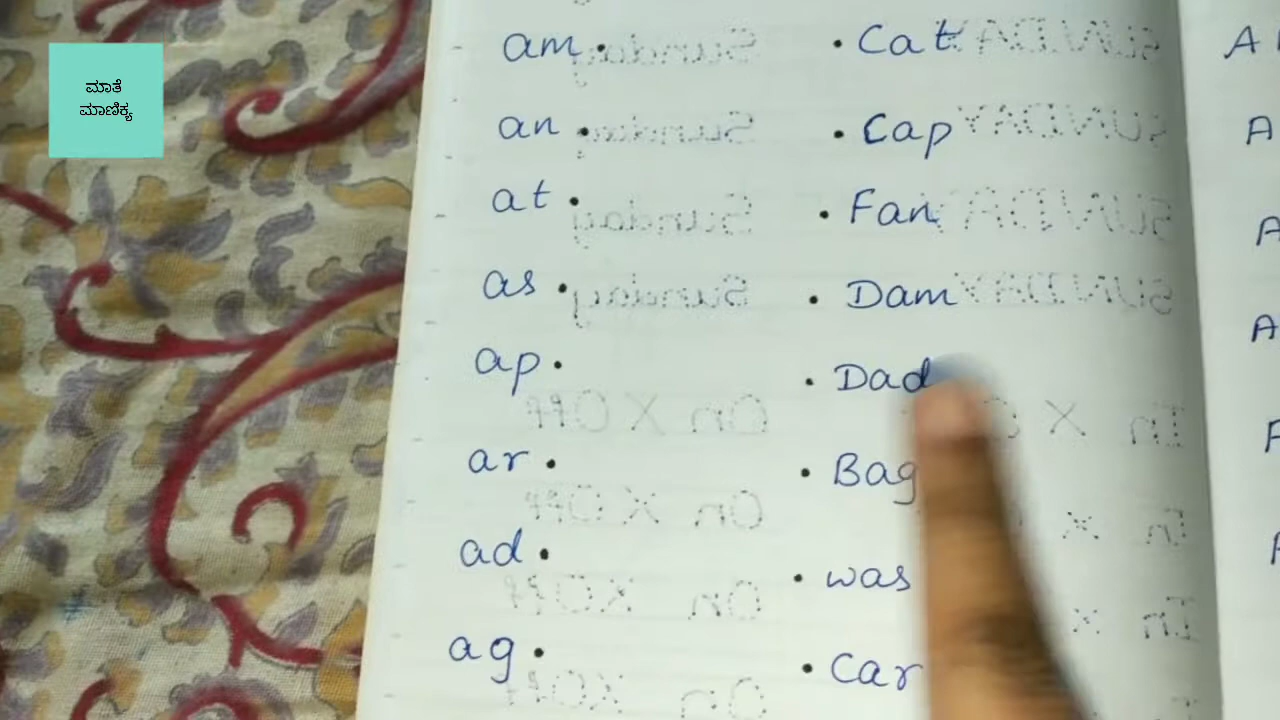 ಮಾತೆ
ಮಾಣಿಕ್ಯ
am . . Cat
an . . Cap
at . . Fan
as . . Dam
ap . . Dad
ar . . Bag
ad . . was
ag . . Car